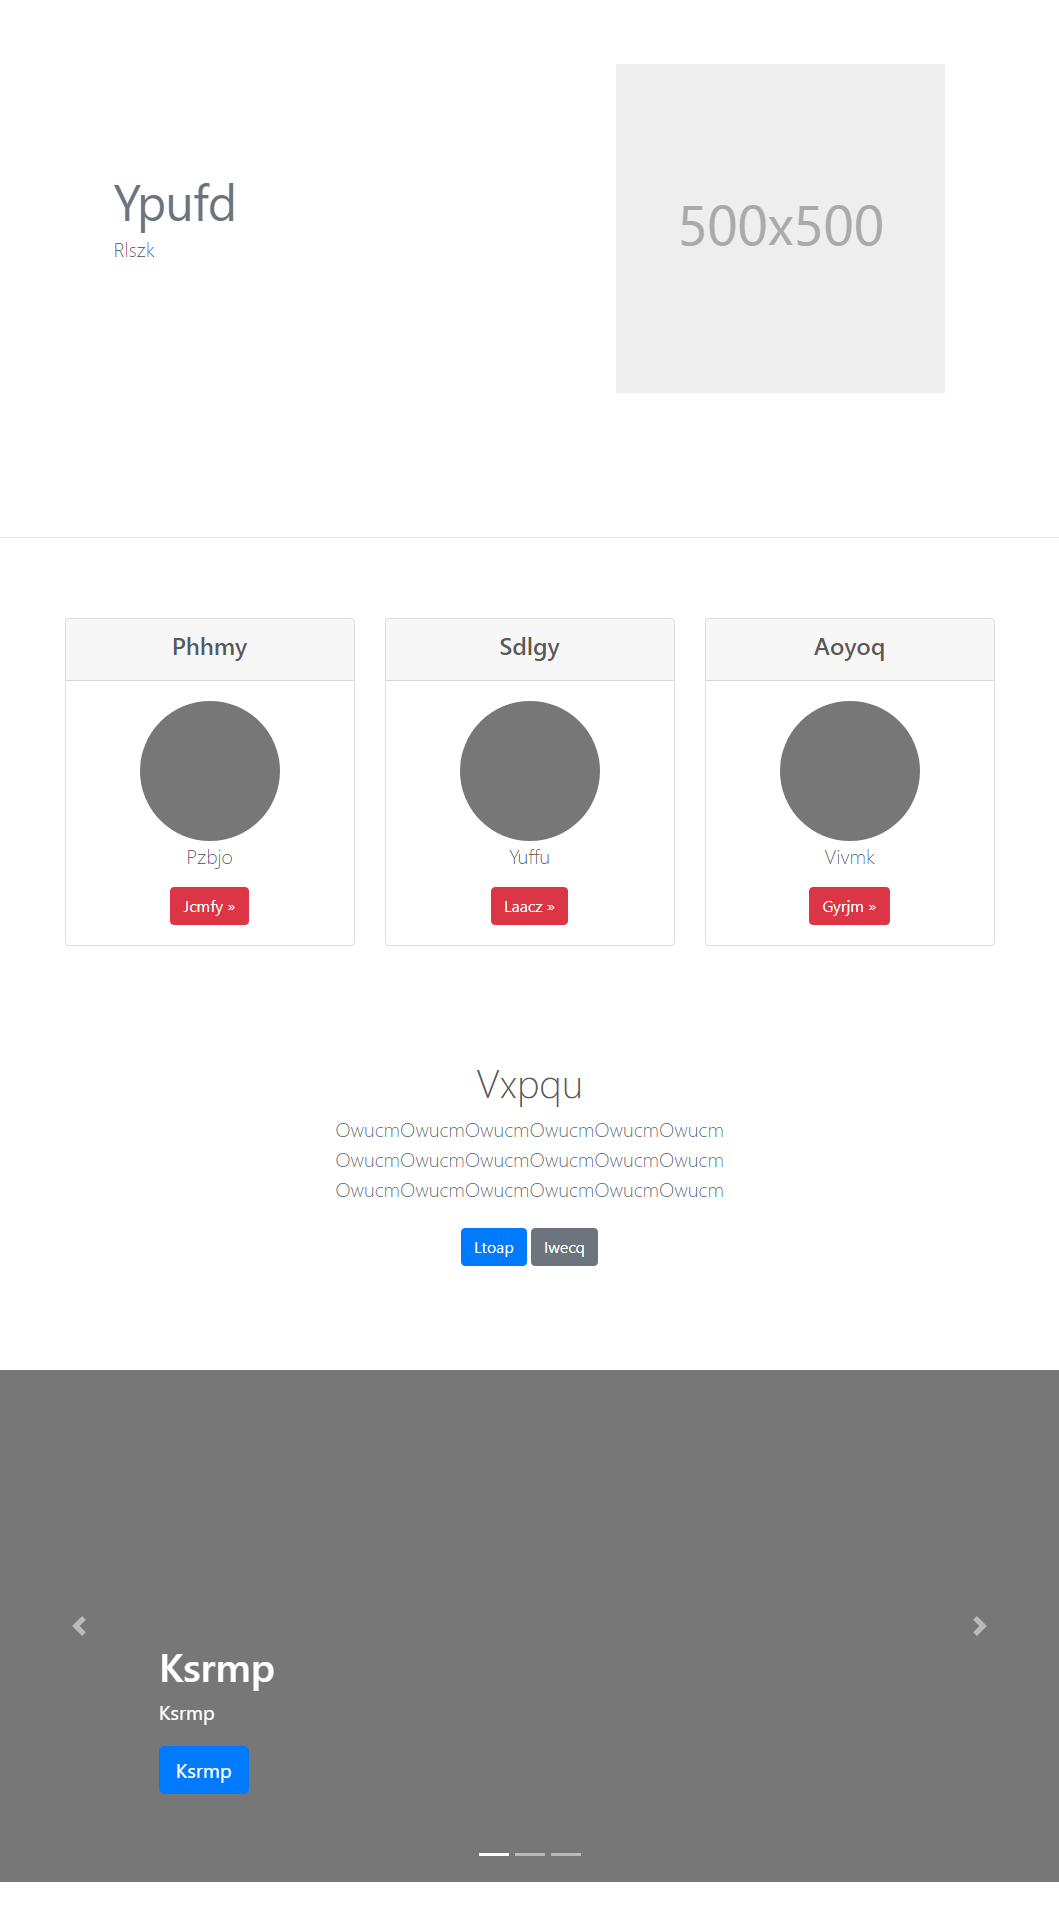 Ypufd
Rlszk
500x500
Phhmy
Sdlgy
Aoyoq
Pzbjo
Yuffu
Vivmk
Jcmfy »
Laacz »
Gyrjm »
Vxpqu
OwucmOwucmOwucmOwucmOwucmOwucm
OwucmOwucmOwucmOwucmOwucmOwucm
OwucmOwucmOwucmOwucmOwucmOwucm
Ltoap
Iwecq
Ksrmp
Ksrmp
Ksrmp